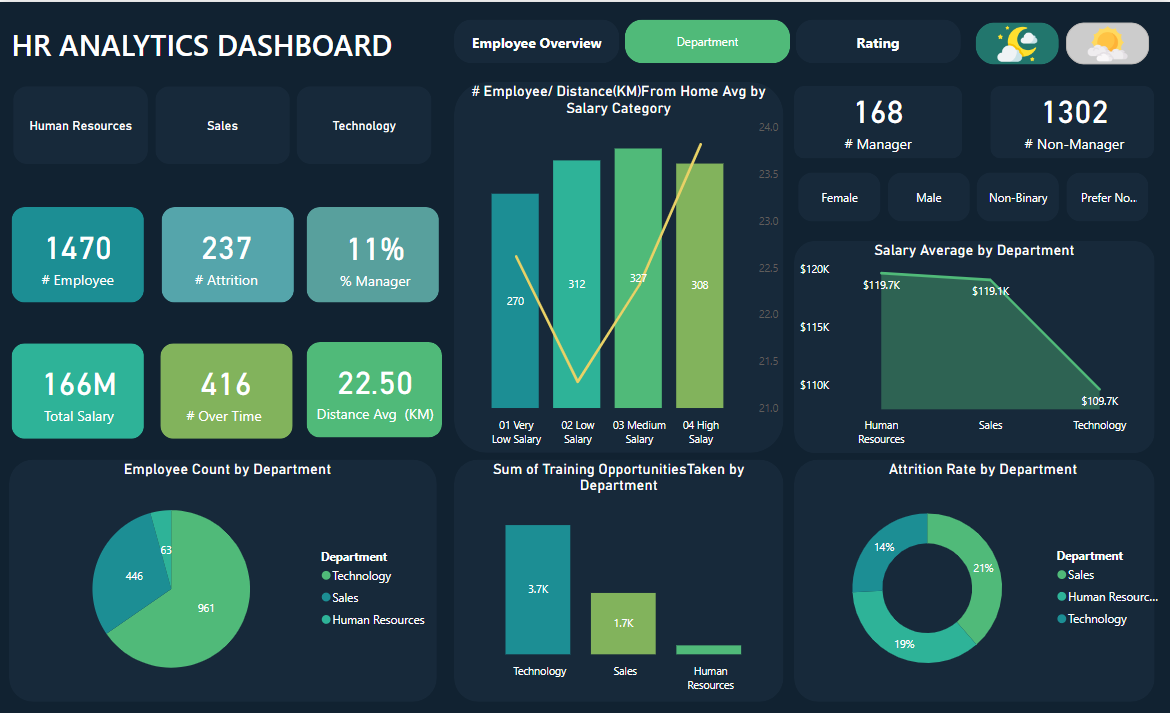 HR ANALYTICS DASHBOARD
Employee Overview
Department
Rating
Human Resources
Sales
Technology
1470
# Employee
237
# Attrition
11%
% Manager
166M
Total Salary
416
# Over Time
22.50
Distance Avg (KM)
# Employee/ Distance(KM)From Home Avg by
Salary Category
24.0
23.5
23.0
22.5
22.0
21.5
21.0
270
312
327
308
01 Very
Low Salary
02 Low
Salary
03 Medium
Salary
04 High
Salay
168
# Manager
1302
# Non-Manager
Female
Male
Non-Binary
Prefer No...
Salary Average by Department
$120K
$115K
$110K
$119.7K
$119.1K
$109.7K
Human
Resources
Sales
Technology
Employee Count by Department
63
446
961
Department
Technology
Sales
Human Resources
Sum of Training OpportunitiesTaken by
Department
3.7K
1.7K
Technology
Sales
Human
Resources
Attrition Rate by Department
14%
21%
19%
Department
Sales
Human Resourc...
Technology